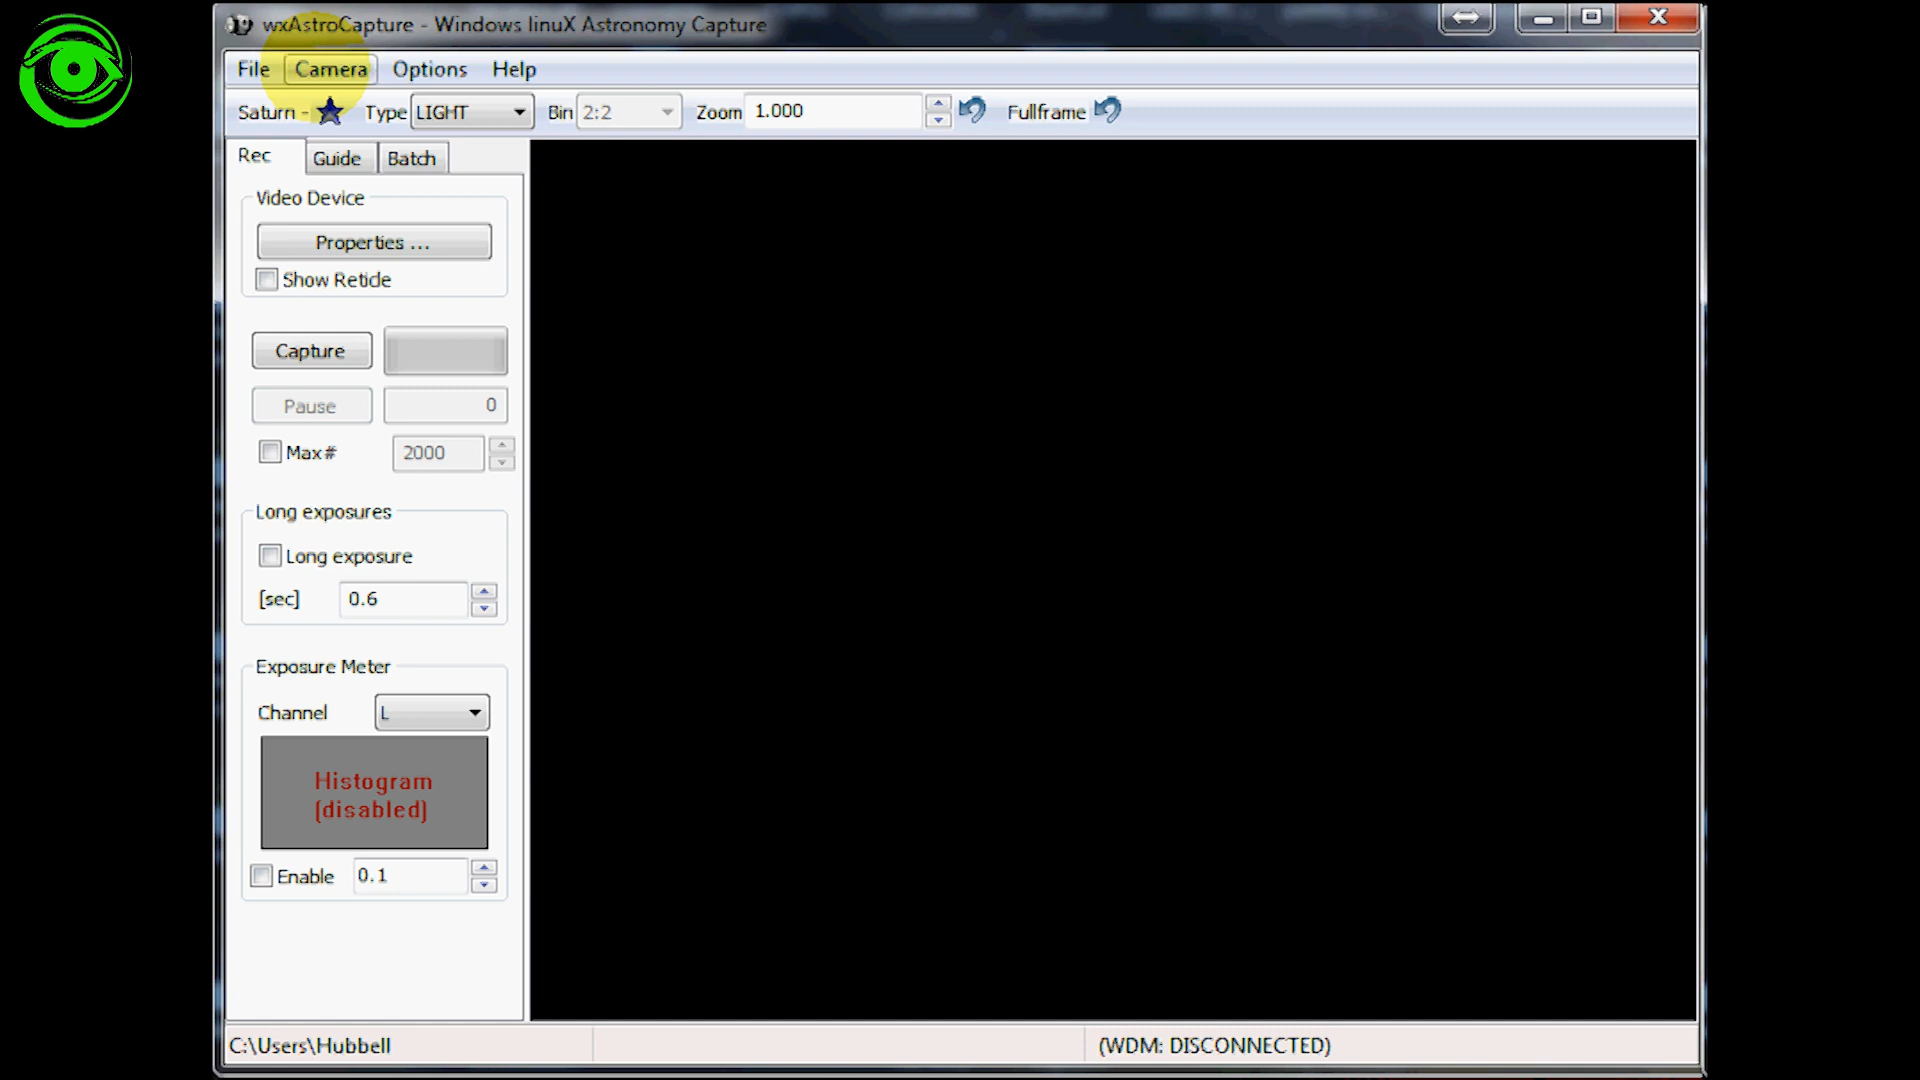 wxAstroCapture - Windows linuX Astronomy Capture
File Camera Options Help
Saturn - Type LIGHT Bin 2:2 Zoom 1.000 Fullframe
Rec Guide Batch
Video Device
Properties ...
Show Reticle
Capture
Pause 0
Max# 2000
Long exposures
Long exposure
[sec] 0.6
Exposure Meter
Channel L
Histogram
(disabled)
Enable 0.1
C:\Users\Hubbell (WDM: DISCONNECTED)